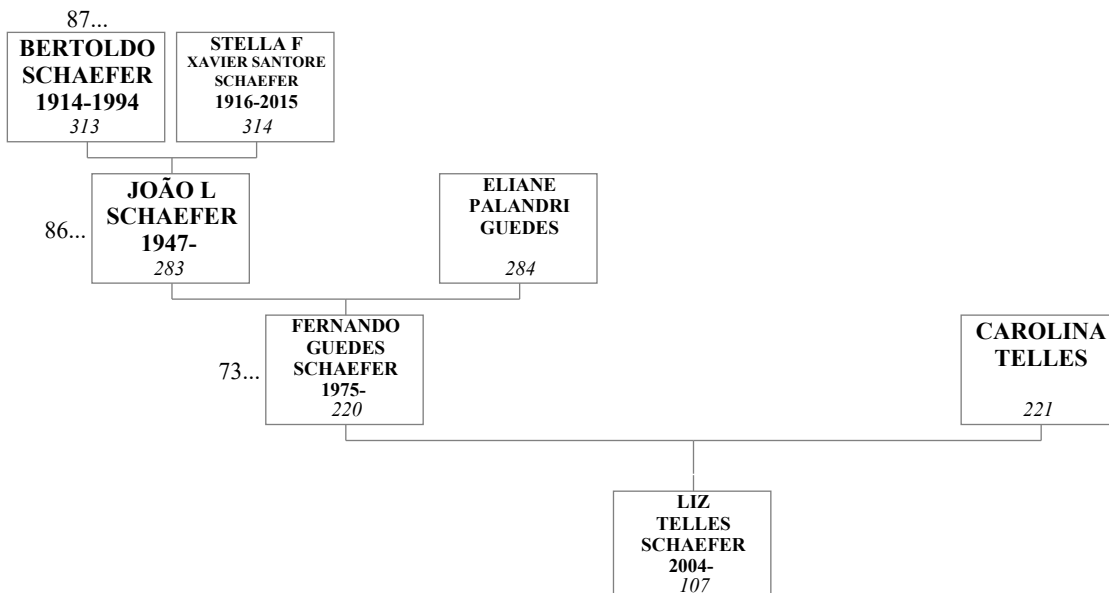 87...
BERTOLDO
SCHAEFER
1914-1994
313
STELLA F
XAVIER SANTORE
SCHAEFER
1916-2015
314
86...
JOÃO L
SCHAEFER
1947-
283
ELIANE
PALANDRI
GUEDES
284
73...
FERNANDO
GUEDES
SCHAEFER
1975-
220
CAROLINA
TELLES
221
LIZ
TELLES
SCHAEFER
2004-
107